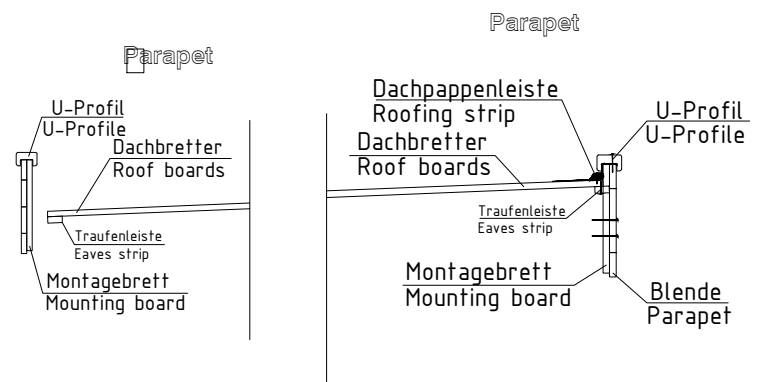 Parapet
U-Profil
U-Profile
Dachbretter
Roof boards
Traufenleiste
Eaves strip
Montagebrett
Mounting board
Parapet
Dachpappenleiste
Roofing strip
Dachbretter
Roof boards
U-Profil
U-Profile
Traufenleiste
Eaves strip
Montagebrett
Mounting board
Blende
Parapet